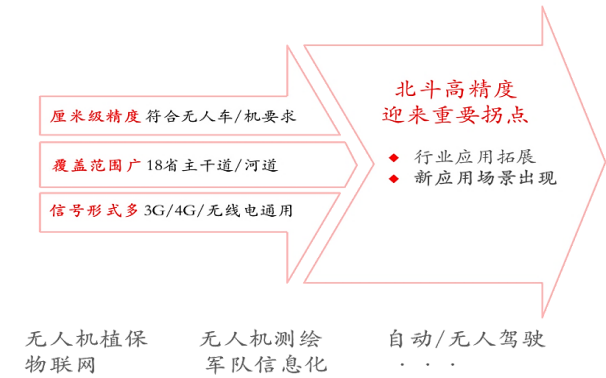 厘米级精度 符合无人车/机要求
覆盖范围广 18省主干道/河道
信号形式多 3G/4G/无线电通用
北斗高精度
迎来重要拐点
◆ 行业应用拓展
◆ 新应用场景出现
无人机植保 无人机测绘 自动/无人驾驶
物联网 军队信息化 · · ·